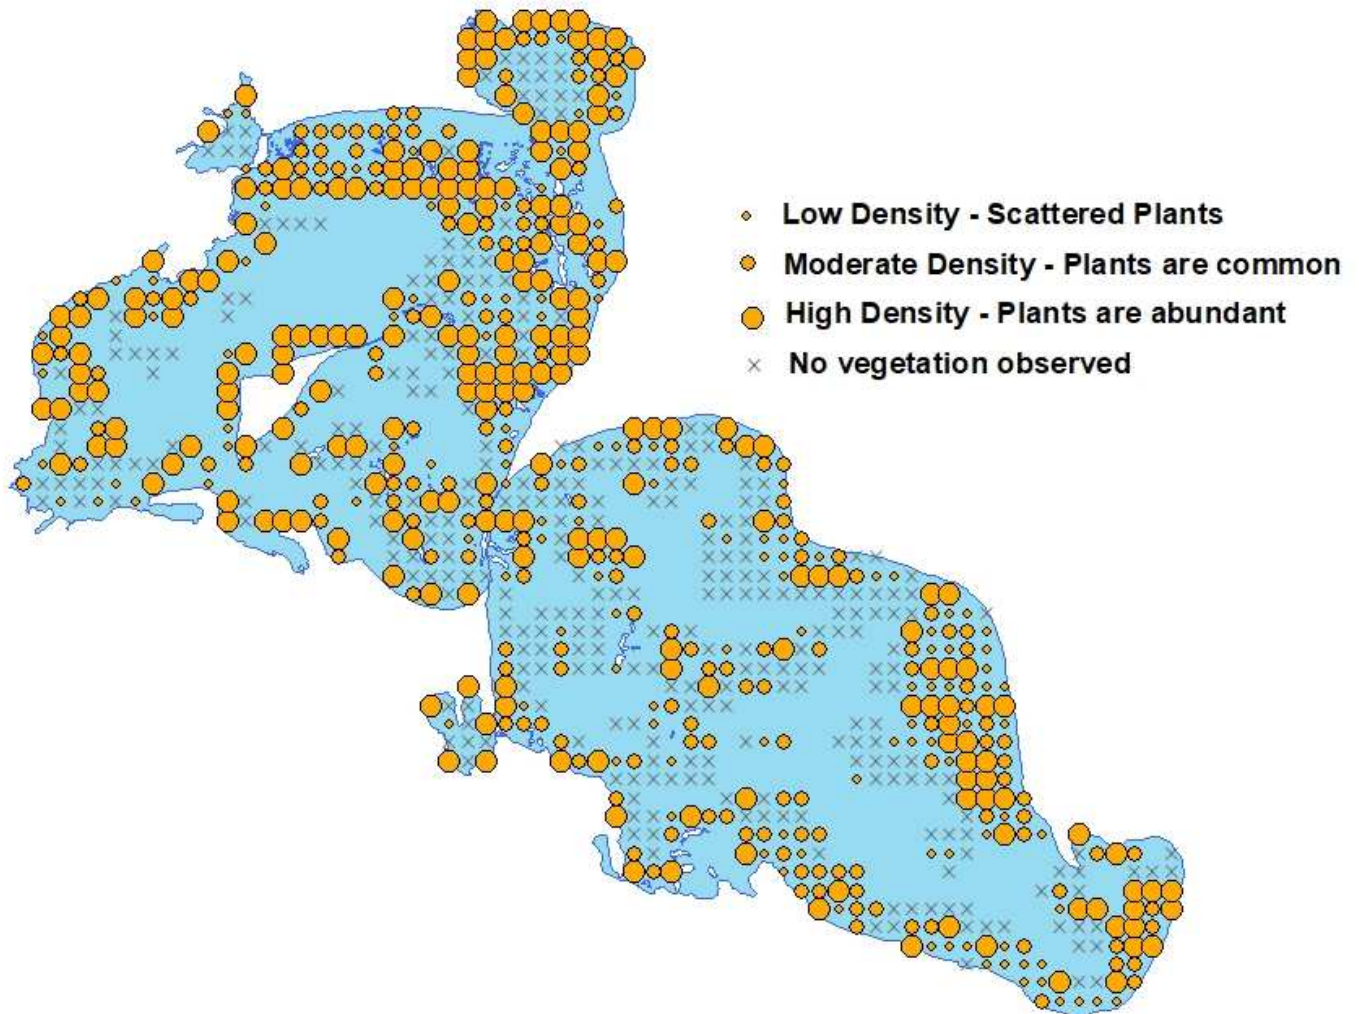 Low Density - Scattered Plants
Moderate Density - Plants are common
High Density - Plants are abundant
No vegetation observed